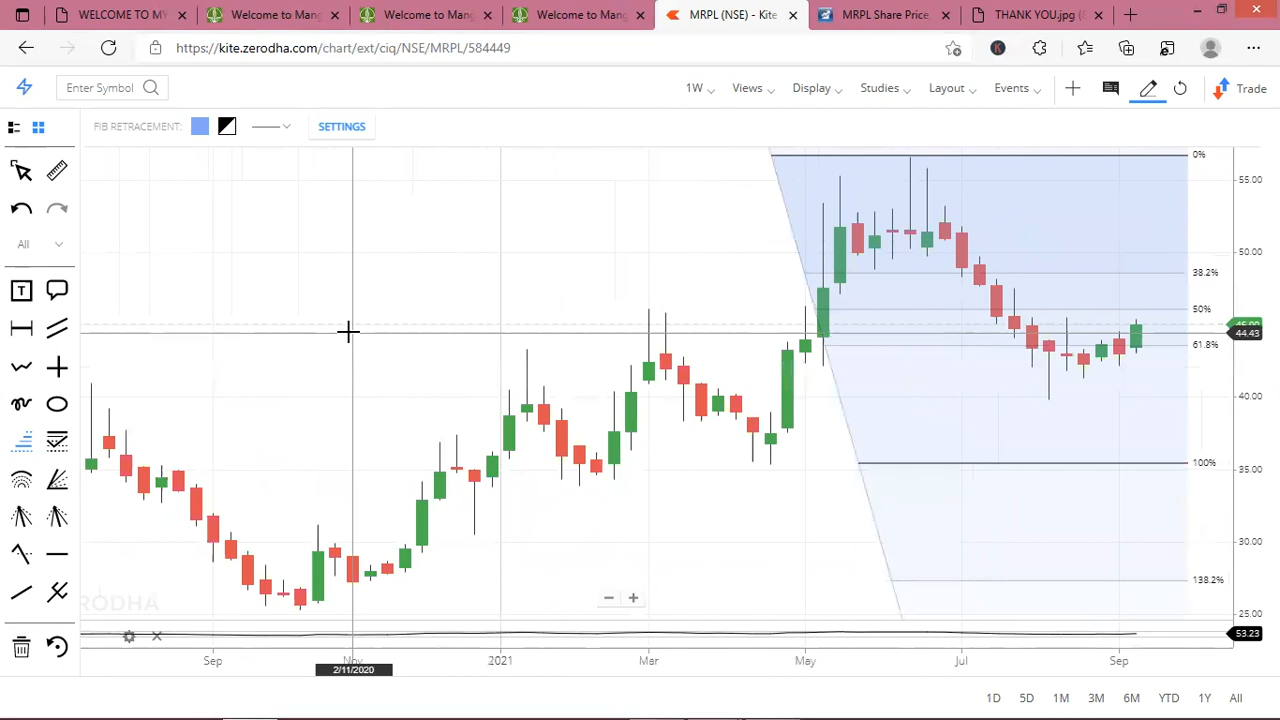 WELCOME TO MY
Welcome to Mang
Welcome to Mang
Welcome to Mang
MRPL (NSE) - Kite
MRPL Share Price,
THANK YOU.jpg (8
https://kite.zerodha.com/chart/ext/ciq/NSE/MRPL/584449
Enter Symbol
1W
Views
Display
Studies
Layout
Events
Trade
FIB RETRACEMENT:
SETTINGS
All
T
0%
38.2%
50%
61.8%
100%
138.2%
55.00
50.00
44.43
40.00
35.00
30.00
25.00
53.23
ERODHA
Sep
Nov
2021
Mar
May
Jul
Sep
2/11/2020
1D
5D
1M
3M
6M
YTD
1Y
All